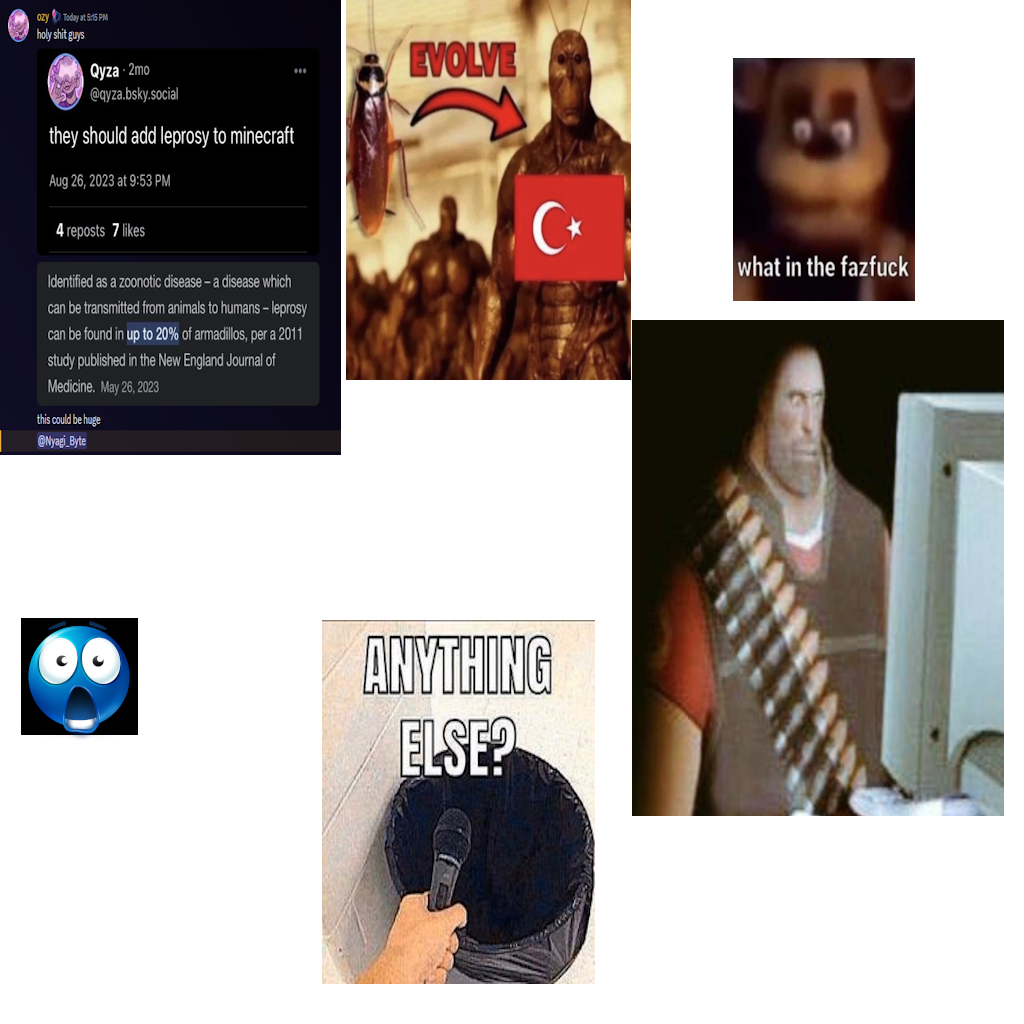 ozy Today at 5:15 PM
holy shit guys
Qyza · 2mo
@qyza.bsky.social
they should add leprosy to minecraft
Aug 26, 2023 at 9:53 PM
4 reposts 7 likes
Identified as a zoonotic disease – a disease which
can be transmitted from animals to humans – leprosy
can be found in up to 20% of armadillos, per a 2011
study published in the New England Journal of
Medicine. May 26, 2023
this could be huge
@Nyagi_Byte
EVOLVE
what in the fazfuck
ANYTHING
ELSE?